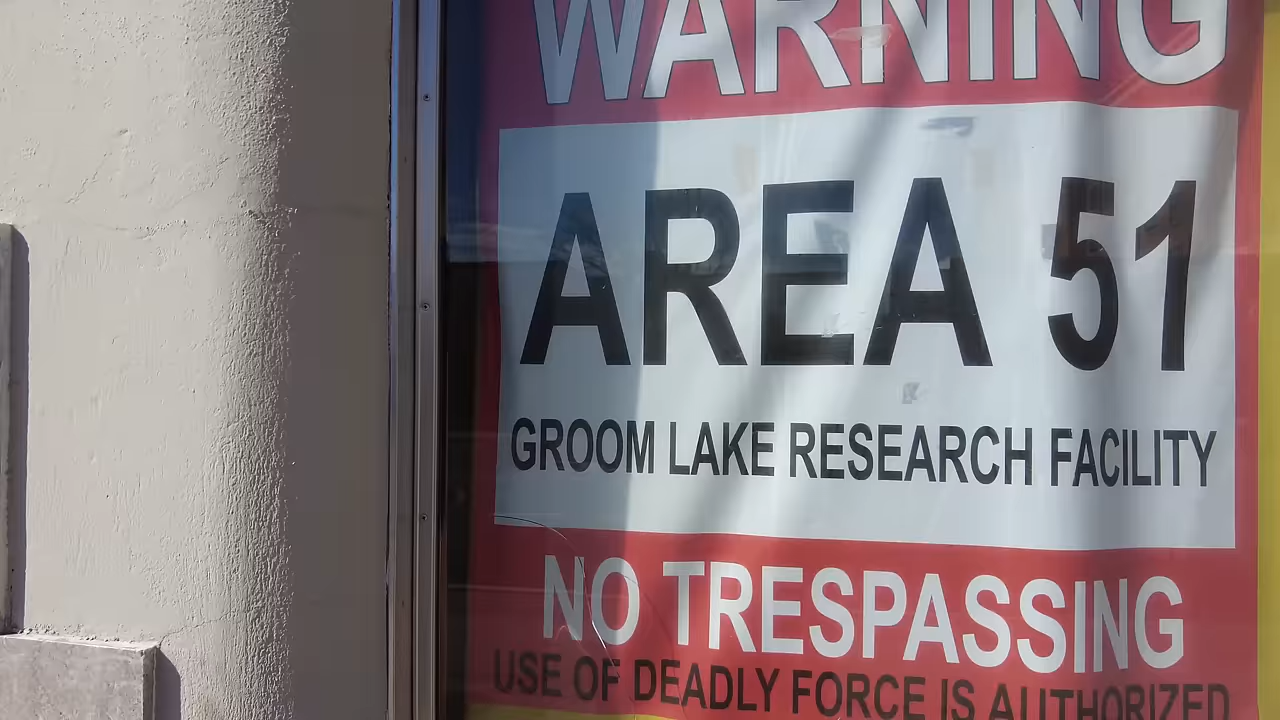 WARNING
AREA 51
GROOM LAKE RESEARCH FACILITY
NO TRESPASSING
USE OF DEADLY FORCE IS AUTHORIZED